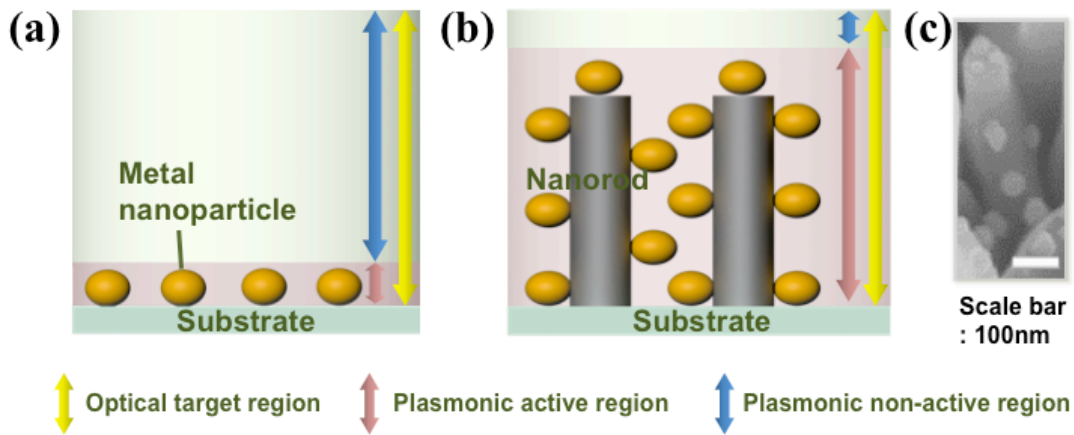 (a)
Metal
nanoparticle
Substrate
(b)
Nanorod
Substrate
(c)
Scale bar
: 100nm
Optical target region
Plasmonic active region
Plasmonic non-active region